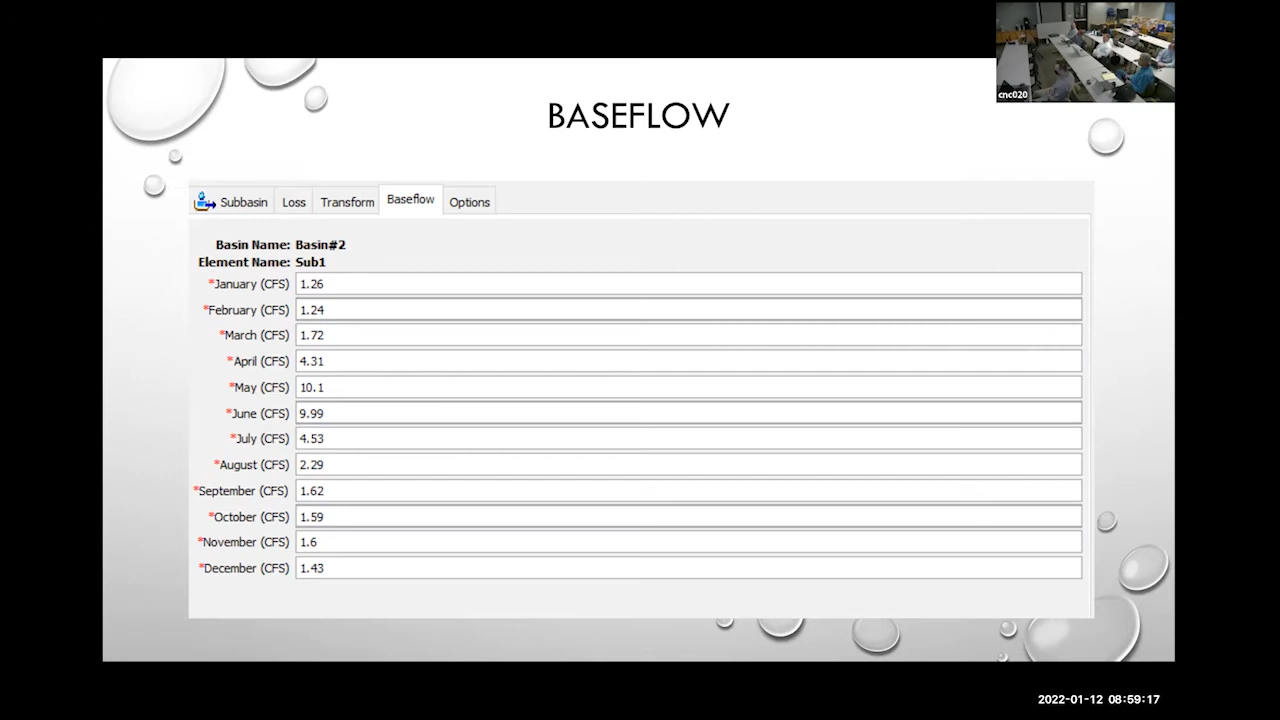 cnc020
BASEFLOW
Subbasin Loss Transform Baseflow Options
Basin Name: Basin#2
Element Name: Sub1
*January (CFS) 1.26
*February (CFS) 1.24
*March (CFS) 1.72
*April (CFS) 4.31
*May (CFS) 10.1
*June (CFS) 9.99
*July (CFS) 4.53
*August (CFS) 2.29
*September (CFS) 1.62
*October (CFS) 1.59
*November (CFS) 1.6
*December (CFS) 1.43
2022-01-12 08:59:17